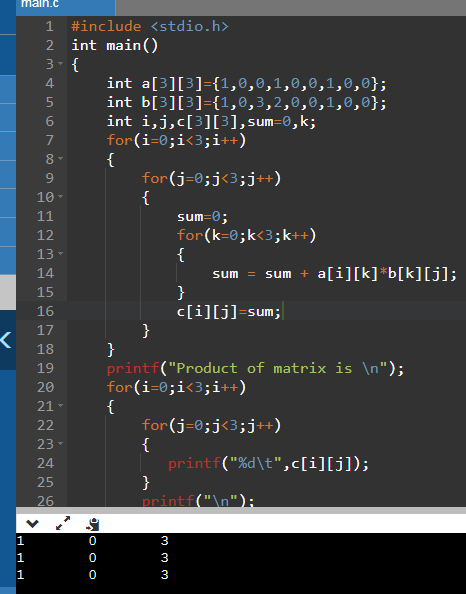 main.c
1 #include <stdio.h>
2 int main()
3 {
4 int a[3][3]={1,0,0,1,0,0,1,0,0};
5 int b[3][3]={1,0,3,2,0,0,1,0,0};
6 int i,j,c[3][3],sum=0,k;
7 for(i=0;i<3;i++)
8 {
9 for(j=0;j<3;j++)
10 {
11 sum=0;
12 for(k=0;k<3;k++)
13 {
14 sum = sum + a[i][k]*b[k][j];
15 }
16 c[i][j]=sum;
17 }
18 }
19 printf("Product of matrix is \n");
20 for(i=0;i<3;i++)
21 {
22 for(j=0;j<3;j++)
23 {
24 printf("%d\t",c[i][j]);
25 }
26 printf("\n");
1 0 3
1 0 3
1 0 3